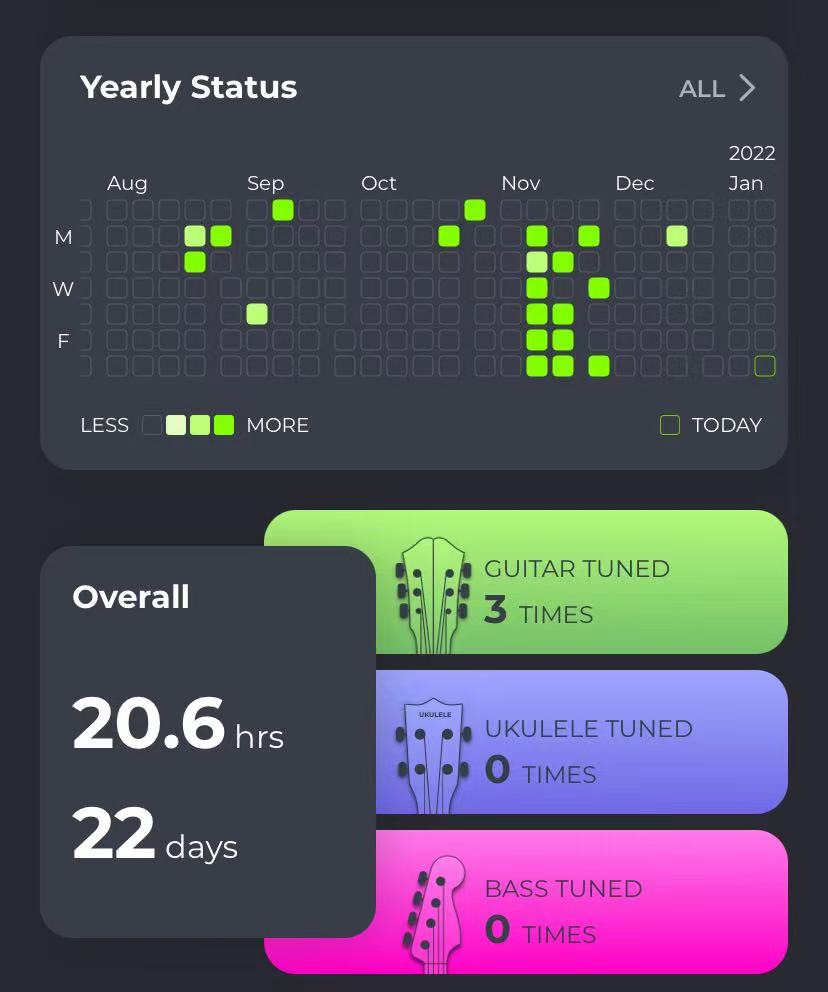 Yearly Status
ALL
2022
Aug Sep Oct Nov Dec Jan
M
W
F
LESS MORE TODAY
Overall
20.6 hrs
22 days
GUITAR TUNED
3 TIMES
UKULELE
UKULELE TUNED
0 TIMES
BASS TUNED
0 TIMES